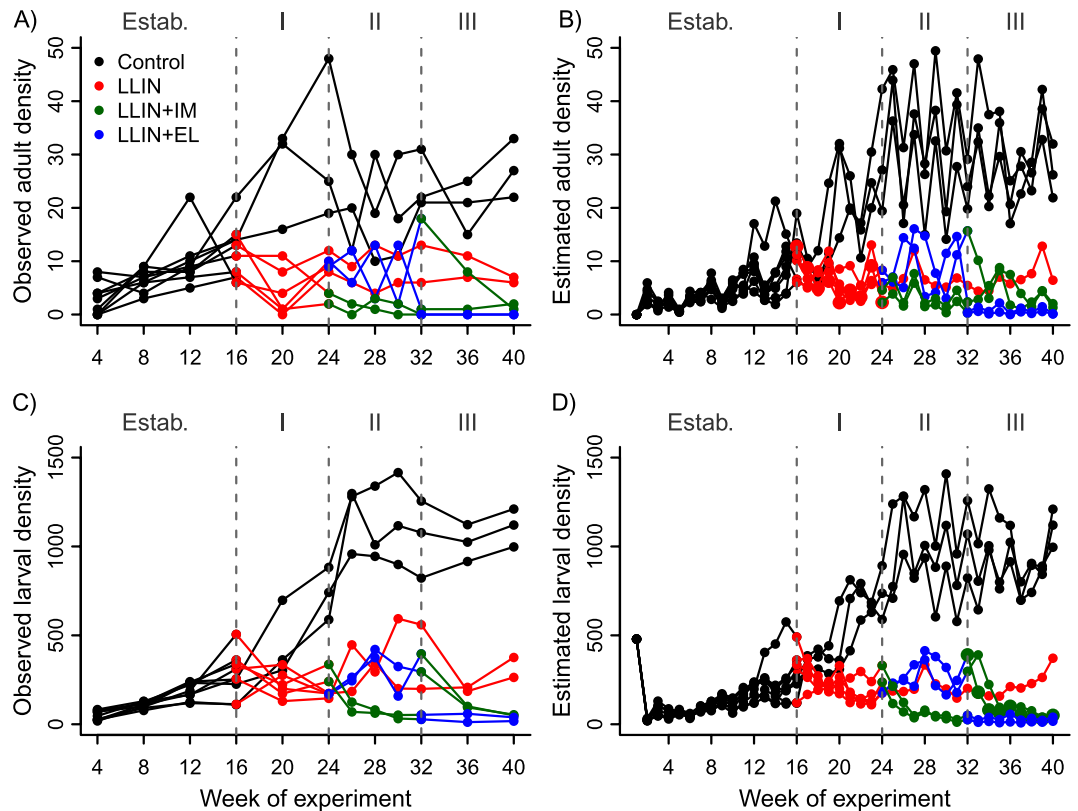 A) Estab. I II III
Observed adult density
50
40
30
20
10
0
Control
LLIN
LLIN+IM
LLIN+EL
4 8 12 16 20 24 28 32 36 40
B) Estab. I II III
Estimated adult density
50
40
30
20
10
0
4 8 12 16 20 24 28 32 36 40
C) Estab. I II III
Observed larval density
1500
1000
500
0
4 8 12 16 20 24 28 32 36 40
Week of experiment
D) Estab. I II III
Estimated larval density
1500
1000
500
0
4 8 12 16 20 24 28 32 36 40
Week of experiment